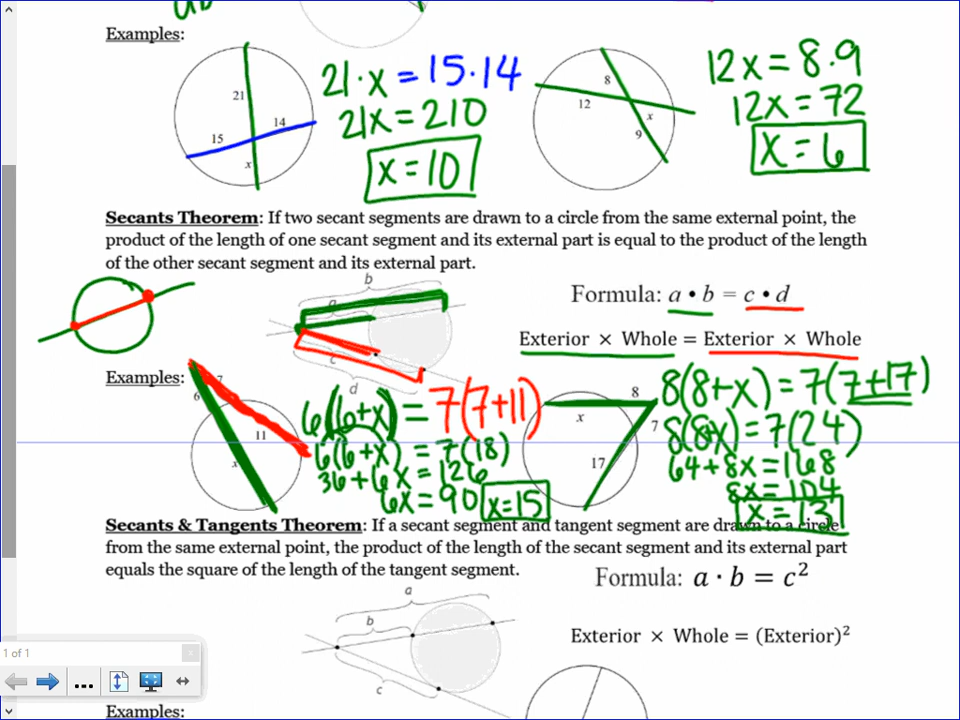 Examples:
21
14
15
x
21·x = 15·14
21x = 210
x = 10
8
12
x
9
12x = 8·9
12x = 72
x = 6
Secants Theorem: If two secant segments are drawn to a circle from the same external point, the
product of the length of one secant segment and its external part is equal to the product of the length
of the other secant segment and its external part.
b
a
c
d
Formula: a • b = c • d
Exterior × Whole = Exterior × Whole
Examples:
7
6
11
x
6(6+x) = 7(7+11)
6(6+x) = 7(18)
36+6x = 126
6x = 90
x=15
8
x
7
17
8(8+x) = 7(7+17)
8(8+x) = 7(24)
64+8x = 168
8x = 104
x = 13
Secants & Tangents Theorem: If a secant segment and tangent segment are drawn to a circle
from the same external point, the product of the length of the secant segment and its external part
equals the square of the length of the tangent segment.
Formula: a · b = c²
a
b
c
Exterior × Whole = (Exterior)²
1 of 1
x
...
Examples: